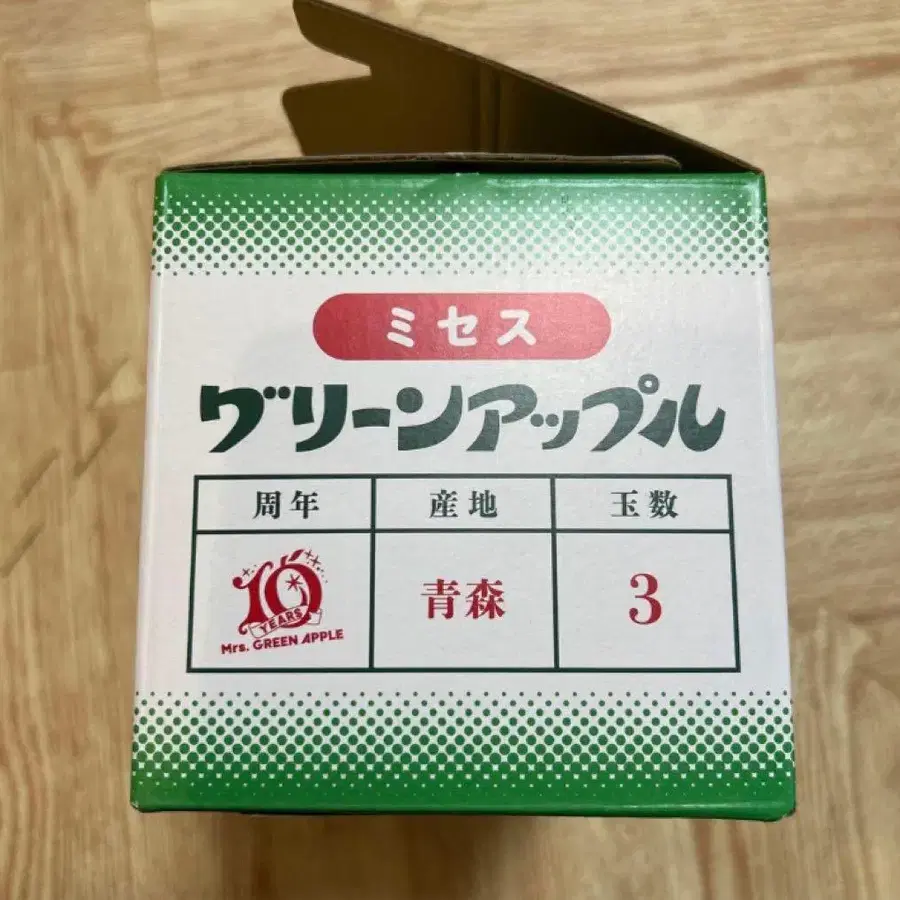 ミセス
グリーンアップル
周年 産地 玉数
10 青森 3
YEARS
Mrs. GREEN APPLE